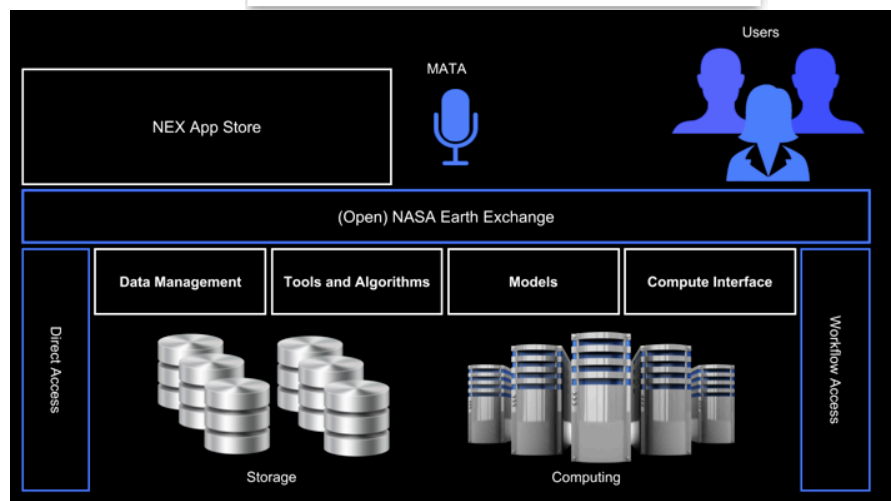 Users
MATA
NEX App Store
(Open) NASA Earth Exchange
Data Management
Tools and Algorithms
Models
Compute Interface
Direct Access
Workflow Access
Storage
Computing